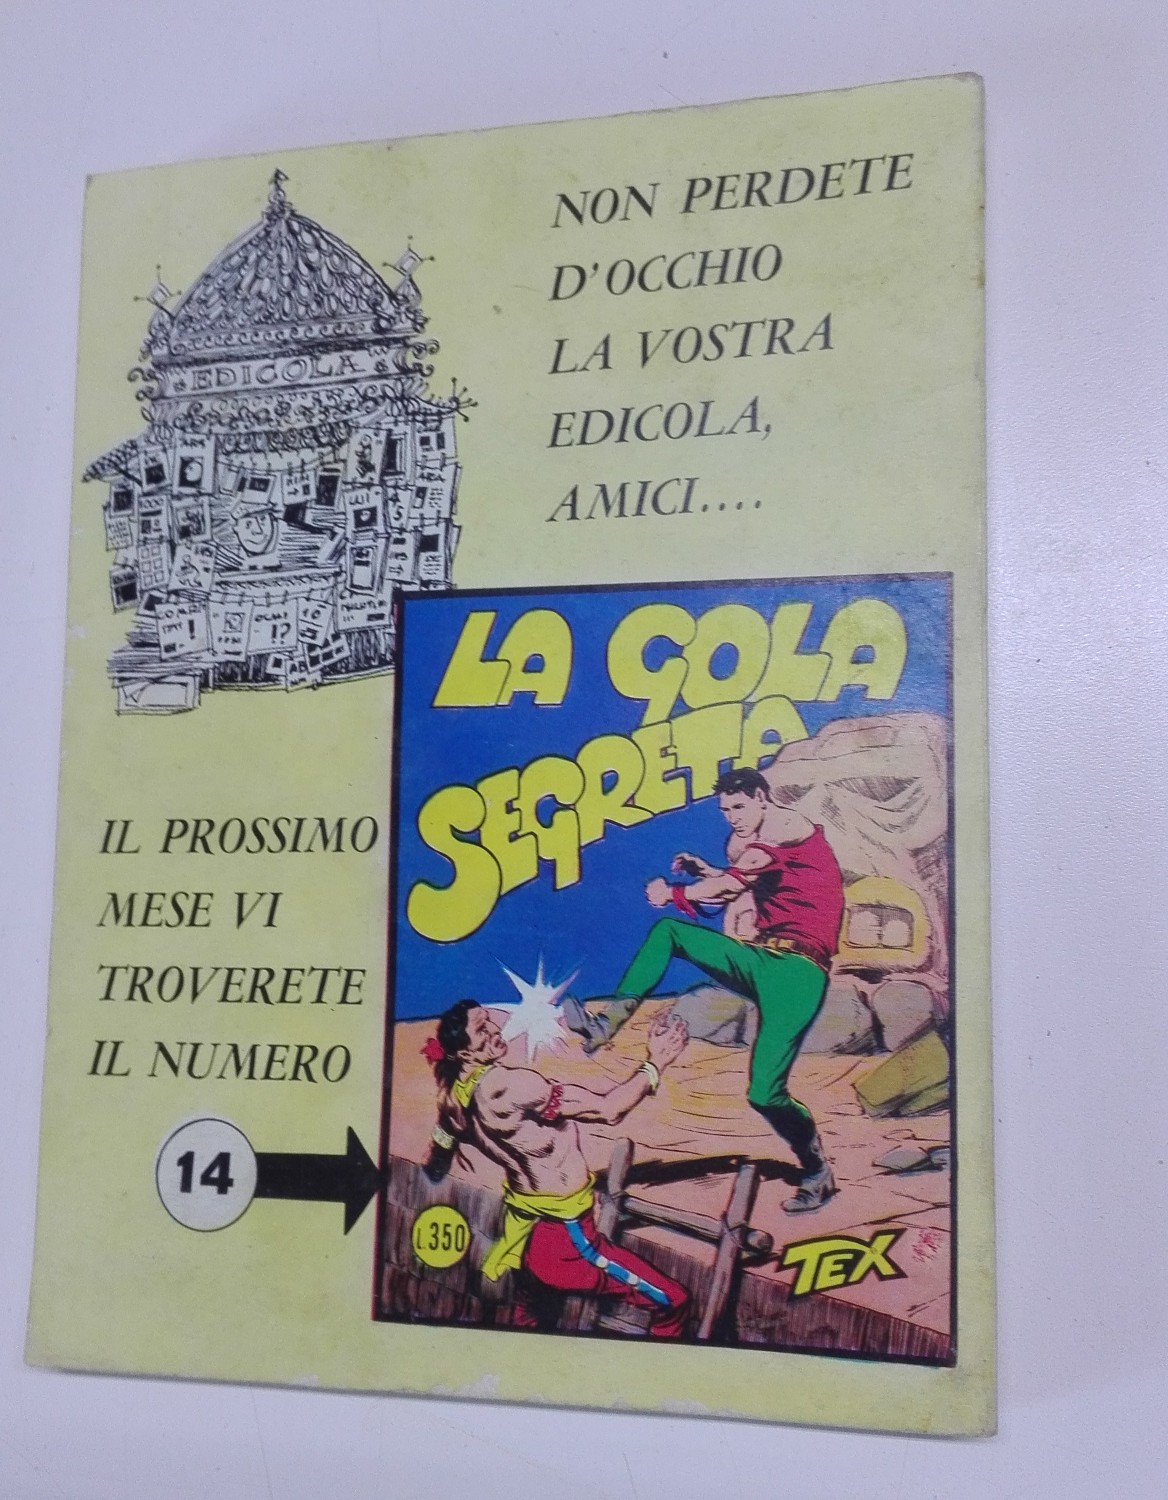 NON PERDETE
D'OCCHIO
LA VOSTRA
EDICOLA,
AMICI....
EDICOLA
LA GOLA
SEGRETA
IL PROSSIMO
MESE VI
TROVERETE
IL NUMERO
14
L.350
TEX